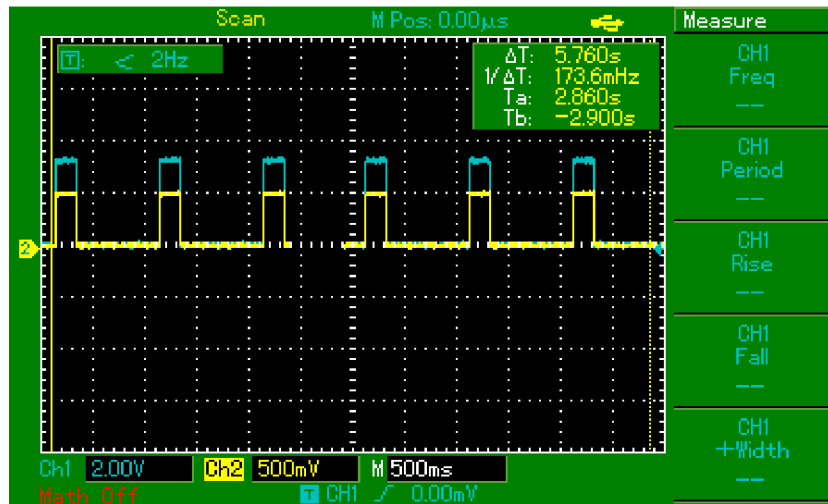 Scan M Pos: 0.00µs
Measure
T: < 2Hz
ΔT: 5.760s
1/ΔT: 173.6mHz
Ta: 2.860s
Tb: -2.900s
CH1
Freq
--
CH1
Period
--
CH1
Rise
--
CH1
Fall
--
CH1
+Width
--
2
Ch1 2.00V Ch2 500mV M 500ms
Math Off T CH1 0.00mV